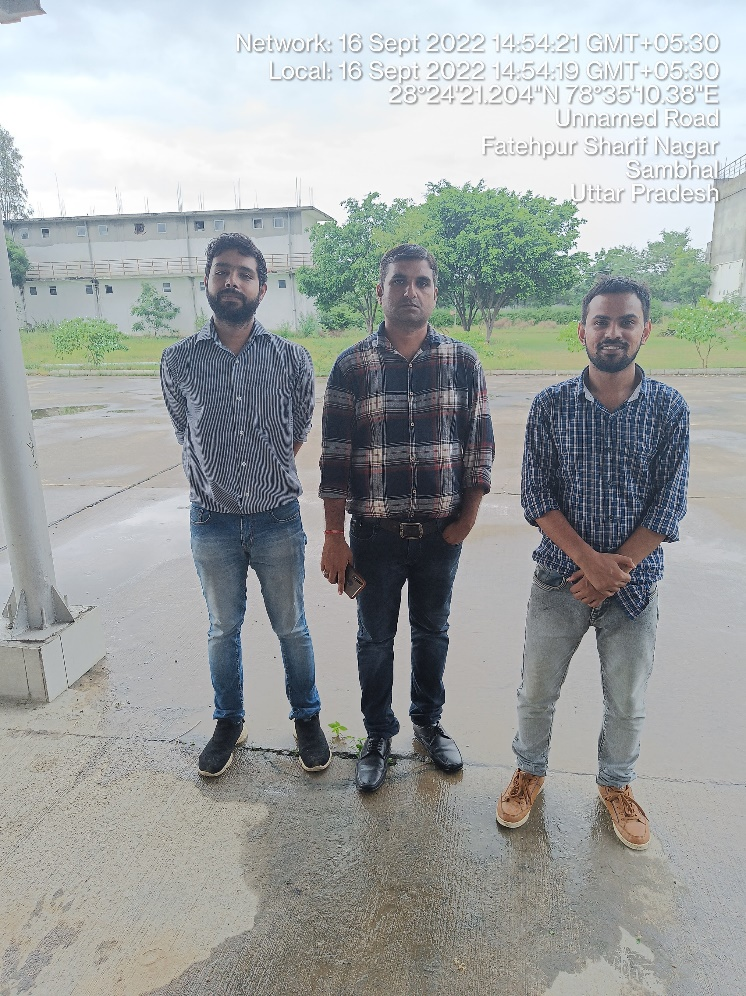 Network: 16 Sept 2022 14:54:21 GMT+05:30
Local: 16 Sept 2022 14:54:19 GMT+05:30
28°24'21.204"N 78°35'10.38"E
Unnamed Road
Fatehpur Sharif Nagar
Sambhal
Uttar Pradesh